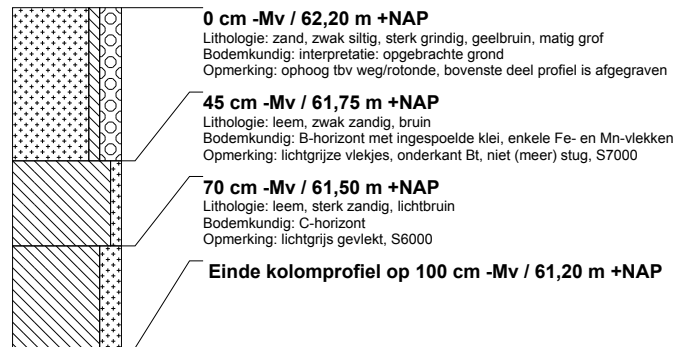 0 cm -Mv / 62,20 m +NAP
Lithologie: zand, zwak siltig, sterk grindig, geelbruin, matig grof
Bodemkundig: interpretatie: opgebrachte grond
Opmerking: ophoog tbv weg/rotonde, bovenste deel profiel is afgegraven
45 cm -Mv / 61,75 m +NAP
Lithologie: leem, zwak zandig, bruin
Bodemkundig: B-horizont met ingespoelde klei, enkele Fe- en Mn-vlekken
Opmerking: lichtgrijze vlekjes, onderkant Bt, niet (meer) stug, S7000
70 cm -Mv / 61,50 m +NAP
Lithologie: leem, sterk zandig, lichtbruin
Bodemkundig: C-horizont
Opmerking: lichtgrijs gevlekt, S6000
Einde kolomprofiel op 100 cm -Mv / 61,20 m +NAP